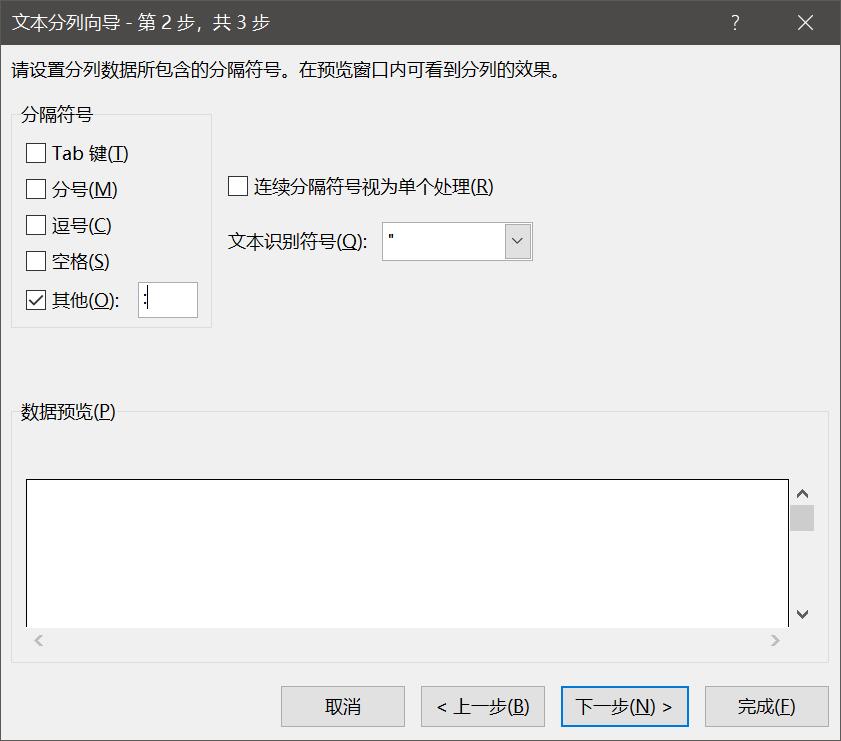 文本分列向导 - 第 2 步，共 3 步
请设置分列数据所包含的分隔符号。在预览窗口内可看到分列的效果。
分隔符号
Tab 键(T)
分号(M)
逗号(C)
空格(S)
其他(O): :
连续分隔符号视为单个处理(R)
文本识别符号(Q): "
数据预览(P)
取消
< 上一步(B)
下一步(N) >
完成(F)